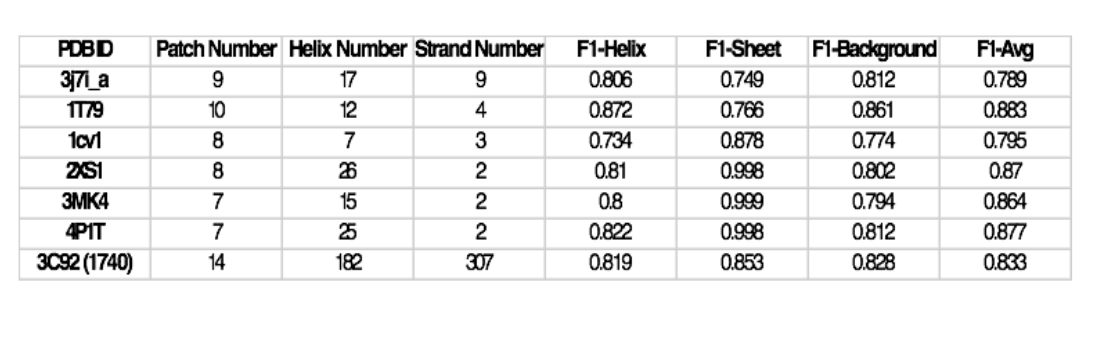 PDBID Patch Number Helix Number Strand Number F1-Helix F1-Sheet F1-Background F1-Avg
3j7i_a 9 17 9 0.806 0.749 0.812 0.789
1T79 10 12 4 0.872 0.766 0.861 0.883
1cv1 8 7 3 0.734 0.878 0.774 0.795
2XS1 8 26 2 0.81 0.998 0.802 0.87
3MK4 7 15 2 0.8 0.999 0.794 0.864
4P1T 7 25 2 0.822 0.998 0.812 0.877
3C92 (1740) 14 182 307 0.819 0.853 0.828 0.833